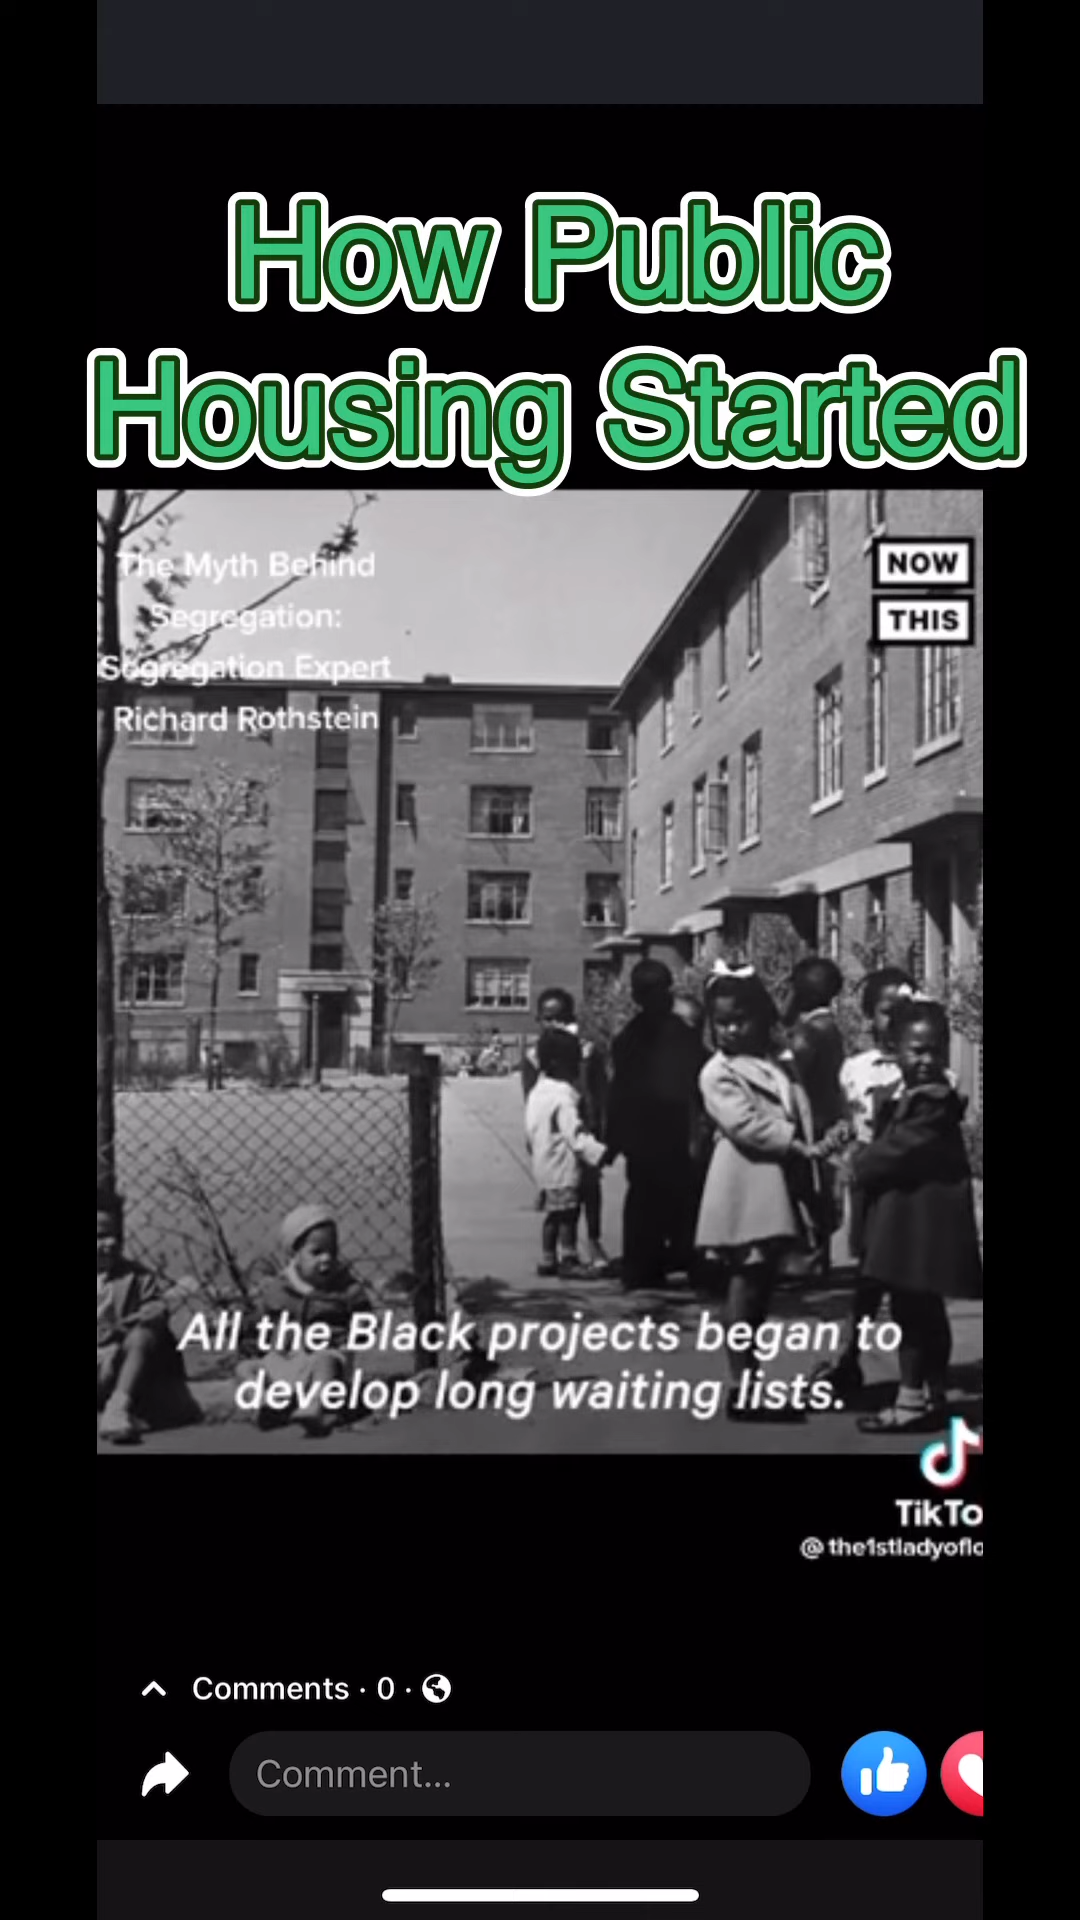 How Public
Housing Started
The Myth Behind
Segregation:
Segregation Expert
Richard Rothstein
NOW
THIS
All the Black projects began to
develop long waiting lists.
TikTo
@the1stladyoflo
Comments · 0 ·
Comment...